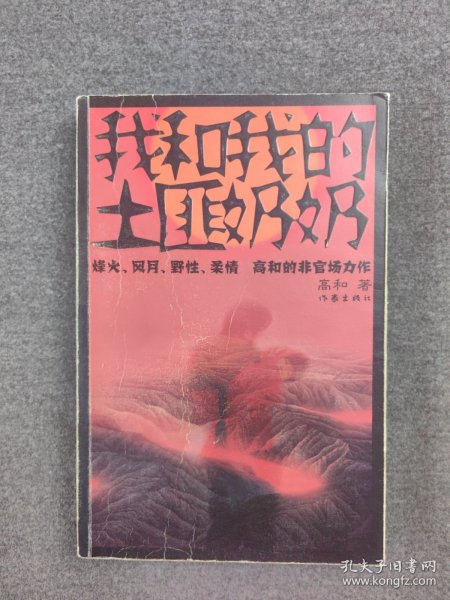 我和我的
土匪奶奶
烽火、风月、野性、柔情 高和的非官场力作
高和 著
作家出版社
孔夫子旧书网
www.kongfz.com